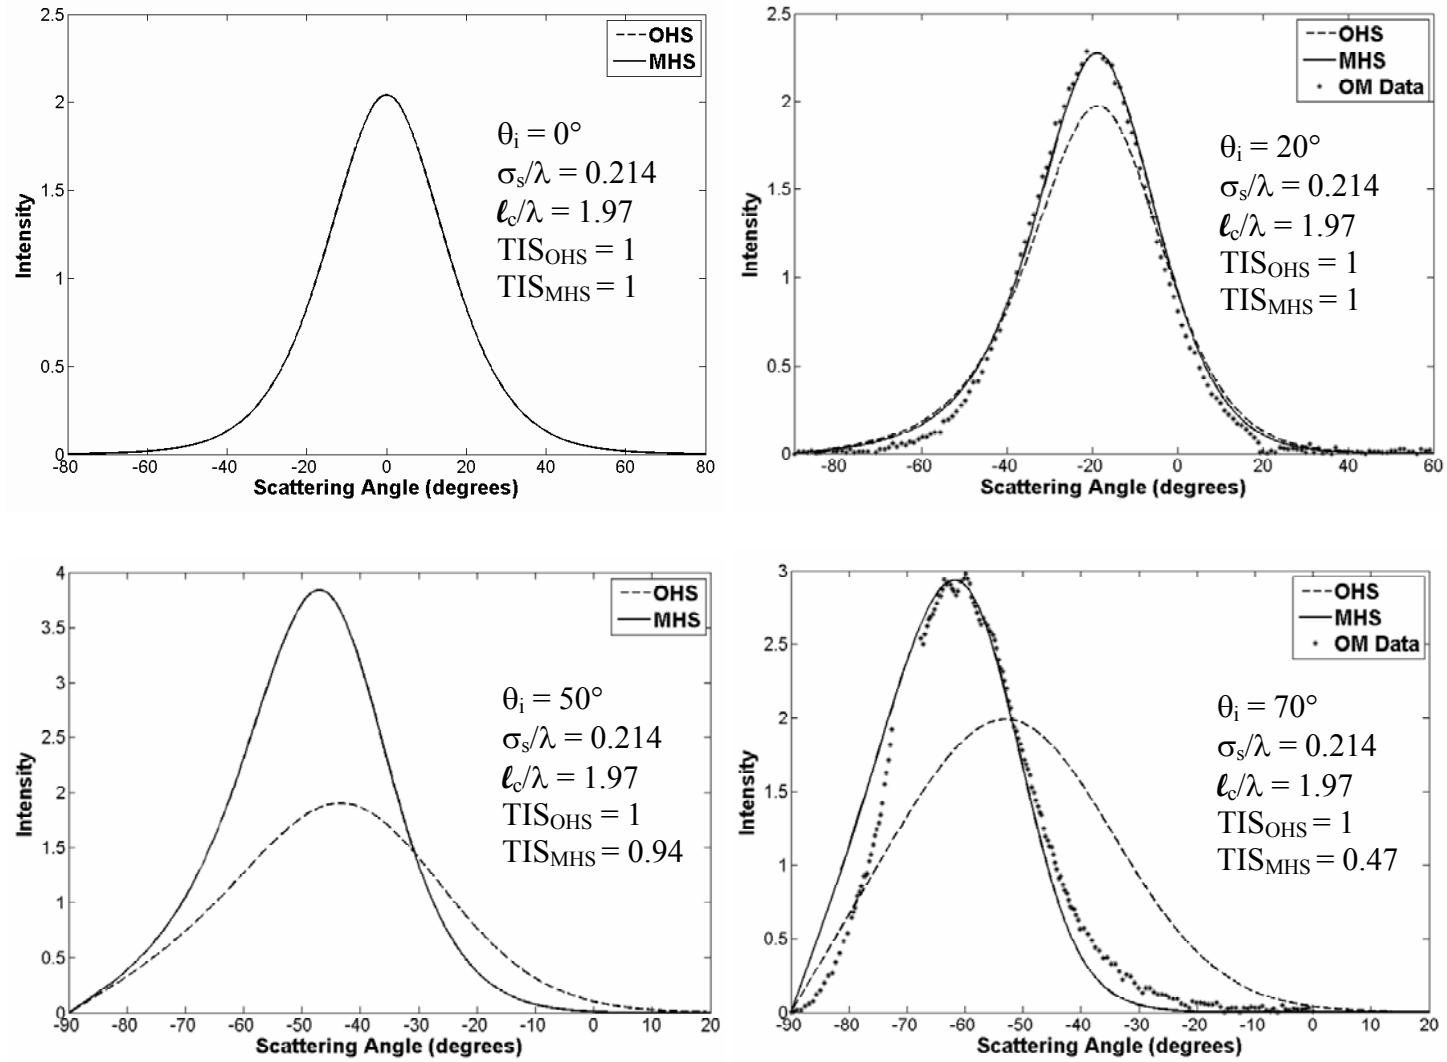 2.5
2
1.5
1
0.5
0
-80 -60 -40 -20 0 20 40 60 80
Intensity
Scattering Angle (degrees)
OHS
MHS
θi = 0°
σs/λ = 0.214
ℓc/λ = 1.97
TISOHS = 1
TISMHS = 1
2.5
2
1.5
1
0.5
0
-80 -60 -40 -20 0 20 40 60
Intensity
Scattering Angle (degrees)
OHS
MHS
OM Data
θi = 20°
σs/λ = 0.214
ℓc/λ = 1.97
TISOHS = 1
TISMHS = 1
4
3.5
3
2.5
2
1.5
1
0.5
0
-90 -80 -70 -60 -50 -40 -30 -20 -10 0 10 20
Intensity
Scattering Angle (degrees)
OHS
MHS
θi = 50°
σs/λ = 0.214
ℓc/λ = 1.97
TISOHS = 1
TISMHS = 0.94
3
2.5
2
1.5
1
0.5
0
-90 -80 -70 -60 -50 -40 -30 -20 -10 0 10 20
Intensity
Scattering Angle (degrees)
OHS
MHS
OM Data
θi = 70°
σs/λ = 0.214
ℓc/λ = 1.97
TISOHS = 1
TISMHS = 0.47